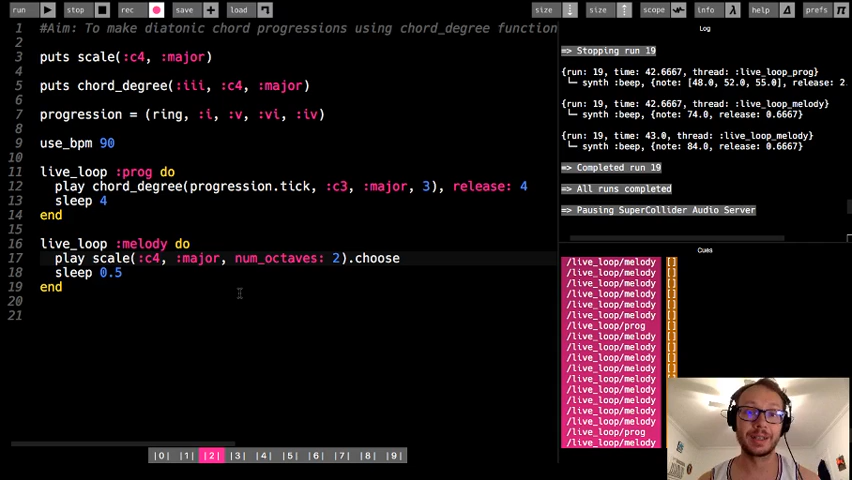 run stop rec save load size size scope info help prefs
1 #Aim: To make diatonic chord progressions using chord_degree function
2
3 puts scale(:c4, :major)
4
5 puts chord_degree(:iii, :c4, :major)
6
7 progression = (ring, :i, :v, :vi, :iv)
8
9 use_bpm 90
10
11 live_loop :prog do
12 play chord_degree(progression.tick, :c3, :major, 3), release: 4
13 sleep 4
14 end
15
16 live_loop :melody do
17 play scale(:c4, :major, num_octaves: 2).choose
18 sleep 0.5
19 end
20
21
|0| |1| |2| |3| |4| |5| |6| |7| |8| |9|
Log
=> Stopping run 19
{run: 19, time: 42.6667, thread: :live_loop_prog}
└─ synth :beep, {note: [48.0, 52.0, 55.0], release: 2.
{run: 19, time: 42.6667, thread: :live_loop_melody}
└─ synth :beep, {note: 74.0, release: 0.6667}
{run: 19, time: 43.0, thread: :live_loop_melody}
└─ synth :beep, {note: 84.0, release: 0.6667}
=> Completed run 19
=> All runs completed
=> Pausing SuperCollider Audio Server
Cues
/live_loop/melody []
/live_loop/melody []
/live_loop/melody []
/live_loop/melody []
/live_loop/melody []
/live_loop/melody []
/live_loop/prog []
/live_loop/melody []
/live_loop/melody []
/live_loop/melody []
/live_loop/melody []
/live_loop/melody
/live_loop/melody
/live_loop/melody
/live_loop/melody
/live_loop/prog
/live_loop/melody